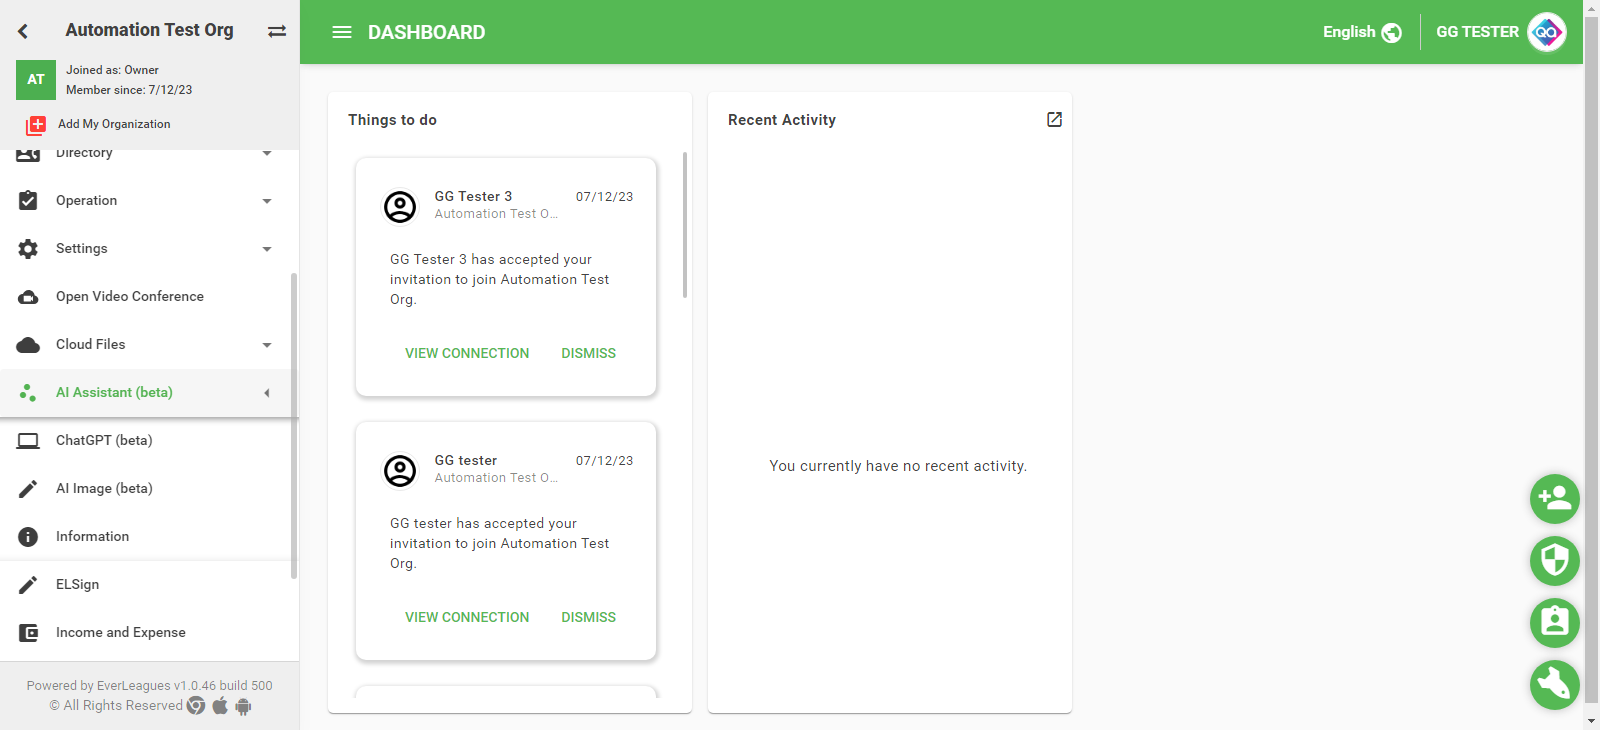 Automation Test Org
AT
Joined as: Owner
Member since: 7/12/23
Add My Organization
Directory
Operation
Settings
Open Video Conference
Cloud Files
AI Assistant (beta)
ChatGPT (beta)
AI Image (beta)
Information
ELSign
Income and Expense
Powered by EverLeagues v1.0.46 build 500
© All Rights Reserved
DASHBOARD
English
GG TESTER
QA
Things to do
GG Tester 3
07/12/23
Automation Test O...
GG Tester 3 has accepted your
invitation to join Automation Test
Org.
VIEW CONNECTION
DISMISS
GG tester
07/12/23
Automation Test O...
GG tester has accepted your
invitation to join Automation Test
Org.
VIEW CONNECTION
DISMISS
Recent Activity
You currently have no recent activity.